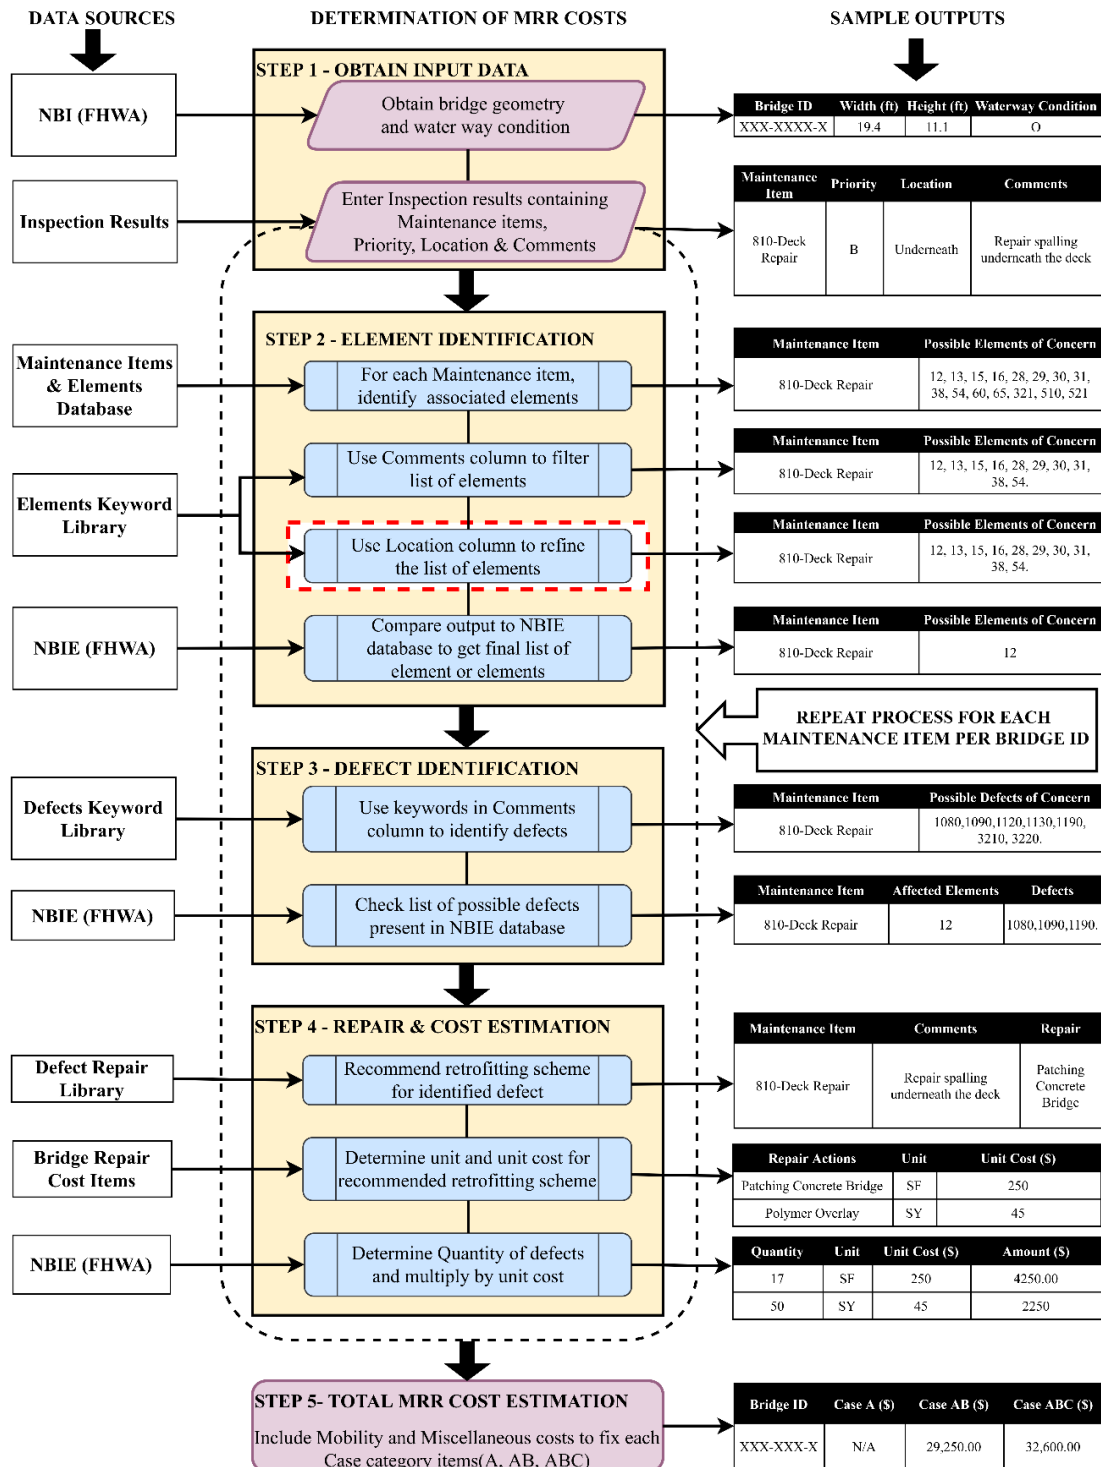 DATA SOURCES
DETERMINATION OF MRR COSTS
SAMPLE OUTPUTS
STEP 1 - OBTAIN INPUT DATA
NBI (FHWA)
Obtain bridge geometry
and water way condition
Bridge ID Width (ft) Height (ft) Waterway Condition
XXX-XXXX-X 19.4 11.1 O
Inspection Results
Enter Inspection results containing
Maintenance items,
Priority, Location & Comments
Maintenance
Item
Priority
Location
Comments
810-Deck
Repair
B
Underneath
Repair spalling
underneath the deck
STEP 2 - ELEMENT IDENTIFICATION
Maintenance Items
& Elements
Database
For each Maintenance item,
identify associated elements
Maintenance Item Possible Elements of Concern
810-Deck Repair
12, 13, 15, 16, 28, 29, 30, 31,
38, 54, 60, 65, 321, 510, 521
Elements Keyword
Library
Use Comments column to filter
list of elements
Maintenance Item Possible Elements of Concern
810-Deck Repair
12, 13, 15, 16, 28, 29, 30, 31,
38, 54.
Use Location column to refine
the list of elements
Maintenance Item Possible Elements of Concern
810-Deck Repair
12, 13, 15, 16, 28, 29, 30, 31,
38, 54.
NBIE (FHWA)
Compare output to NBIE
database to get final list of
element or elements
Maintenance Item Possible Elements of Concern
810-Deck Repair 12
REPEAT PROCESS FOR EACH
MAINTENANCE ITEM PER BRIDGE ID
STEP 3 - DEFECT IDENTIFICATION
Defects Keyword
Library
Use keywords in Comments
column to identify defects
Maintenance Item Possible Defects of Concern
810-Deck Repair
1080,1090,1120,1130,1190,
3210, 3220.
NBIE (FHWA)
Check list of possible defects
present in NBIE database
Maintenance Item Affected Elements Defects
810-Deck Repair 12 1080,1090,1190.
STEP 4 - REPAIR & COST ESTIMATION
Defect Repair
Library
Recommend retrofitting scheme
for identified defect
Maintenance Item Comments Repair
810-Deck Repair
Repair spalling
underneath the deck
Patching
Concrete
Bridge
Bridge Repair
Cost Items
Determine unit and unit cost for
recommended retrofitting scheme
Repair Actions Unit Unit Cost ($)
Patching Concrete Bridge SF 250
Polymer Overlay SY 45
NBIE (FHWA)
Determine Quantity of defects
and multiply by unit cost
Quantity Unit Unit Cost ($) Amount ($)
17 SF 250 4250.00
50 SY 45 2250
STEP 5- TOTAL MRR COST ESTIMATION
Include Mobility and Miscellaneous costs to fix each
Case category items(A, AB, ABC)
Bridge ID Case A ($) Case AB ($) Case ABC ($)
XXX-XXX-X N/A 29,250.00 32,600.00